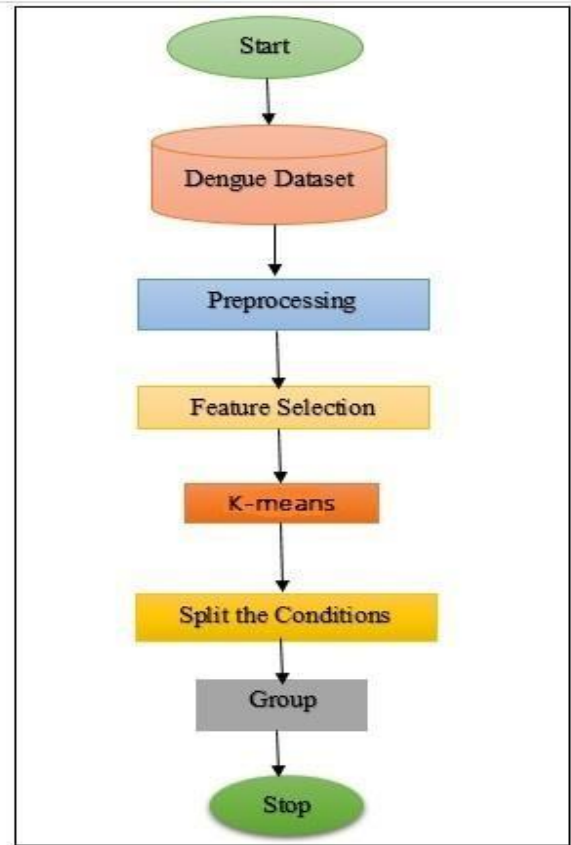 Start
Dengue Dataset
Preprocessing
Feature Selection
K-means
Split the Conditions
Group
Stop